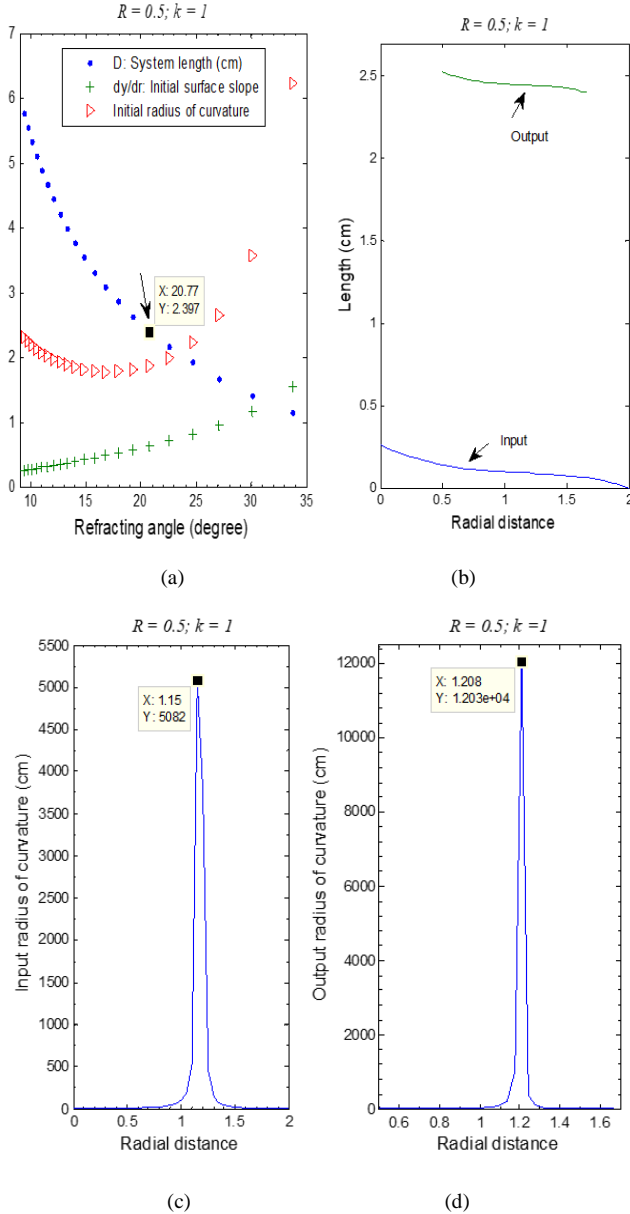 R = 0.5; k = 1
D: System length (cm)
dy/dr: Initial surface slope
Initial radius of curvature
X: 20.77
Y: 2.397
7
6
5
4
3
2
1
0
10 15 20 25 30 35
Refracting angle (degree)
(a)
R = 0.5; k = 1
Output
Input
Length (cm)
2.5
2
1.5
1
0.5
0
0 0.5 1 1.5 2
Radial distance
(b)
R = 0.5; k = 1
X: 1.15
Y: 5082
Input radius of curvature (cm)
5500
5000
4500
4000
3500
3000
2500
2000
1500
1000
500
0
0 0.5 1 1.5 2
Radial distance
(c)
R = 0.5; k =1
X: 1.208
Y: 1.203e+04
Output radius of curvature (cm)
12000
10000
8000
6000
4000
2000
0
0.6 0.8 1 1.2 1.4 1.6
Radial distance
(d)